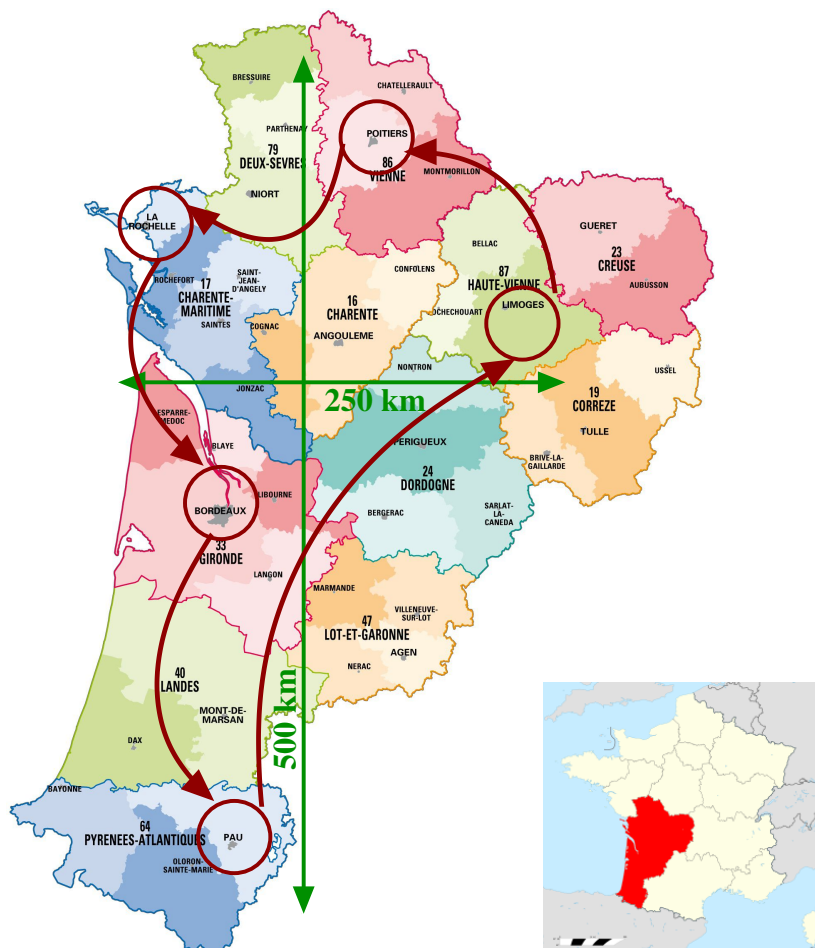 BRESSUIRE
CHATELLERAULT
PARTHENAY
POITIERS
79
DEUX-SEVRES
86
VIENNE
MONTMORILLON
NIORT
LA
ROCHELLE
GUERET
BELLAC
23
CREUSE
ROCHEFORT
17
CHARENTE-
MARITIME
SAINT-
JEAN-
D'ANGELY
CONFOLENS
87
HAUTE-VIENNE
AUBUSSON
16
CHARENTE
SAINTES
COGNAC
LIMOGES
OCHECHOUART
ANGOULEME
NONTRON
USSEL
JONZAC
250 km
19
CORREZE
ESPARRE-
MEDOC
BLAYE
PERIGUEUX
TULLE
BRIVE-LA-
GAILLARDE
24
DORDOGNE
LIBOURNE
BORDEAUX
BERGERAC
SARLAT-
LA-
CANEDA
33
GIRONDE
LANGON
MARMANDE
VILLENEUVE-
SUR-LOT
47
LOT-ET-GARONNE
AGEN
NERAC
40
LANDES
MONT-DE-
MARSAN
500 km
DAX
BAYONNE
64
PYRENEES-ATLANTIQUES
PAU
OLORON-
SAINTE-MARIE